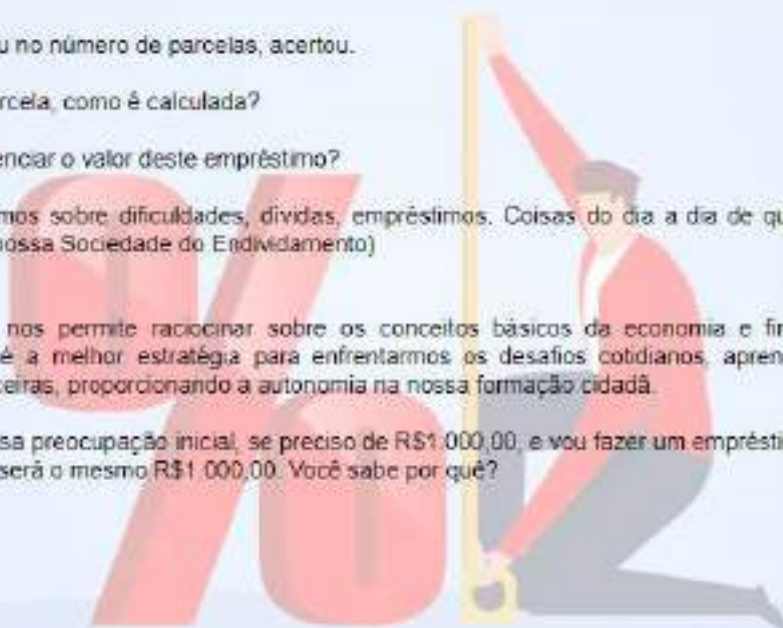 u no número de parcelas, acertou.
rcela, como é calculada?
enciar o valor deste empréstimo?
mos sobre dificuldades, dívidas, empréstimos. Coisas do dia a dia de qu
nossa Sociedade do Endividamento)
nos permite raciocinar sobre os conceitos básicos da economia e fin
é a melhor estratégia para enfrentarmos os desafios cotidianos, apren
ceiras, proporcionando a autonomia na nossa formação cidadã.
sa preocupação inicial, se preciso de R$1.000,00, e vou fazer um emprésti
será o mesmo R$1.000,00. Você sabe por quê?